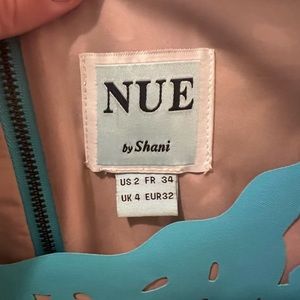 NUE
by Shani
US 2 FR 34
UK 4 EUR32